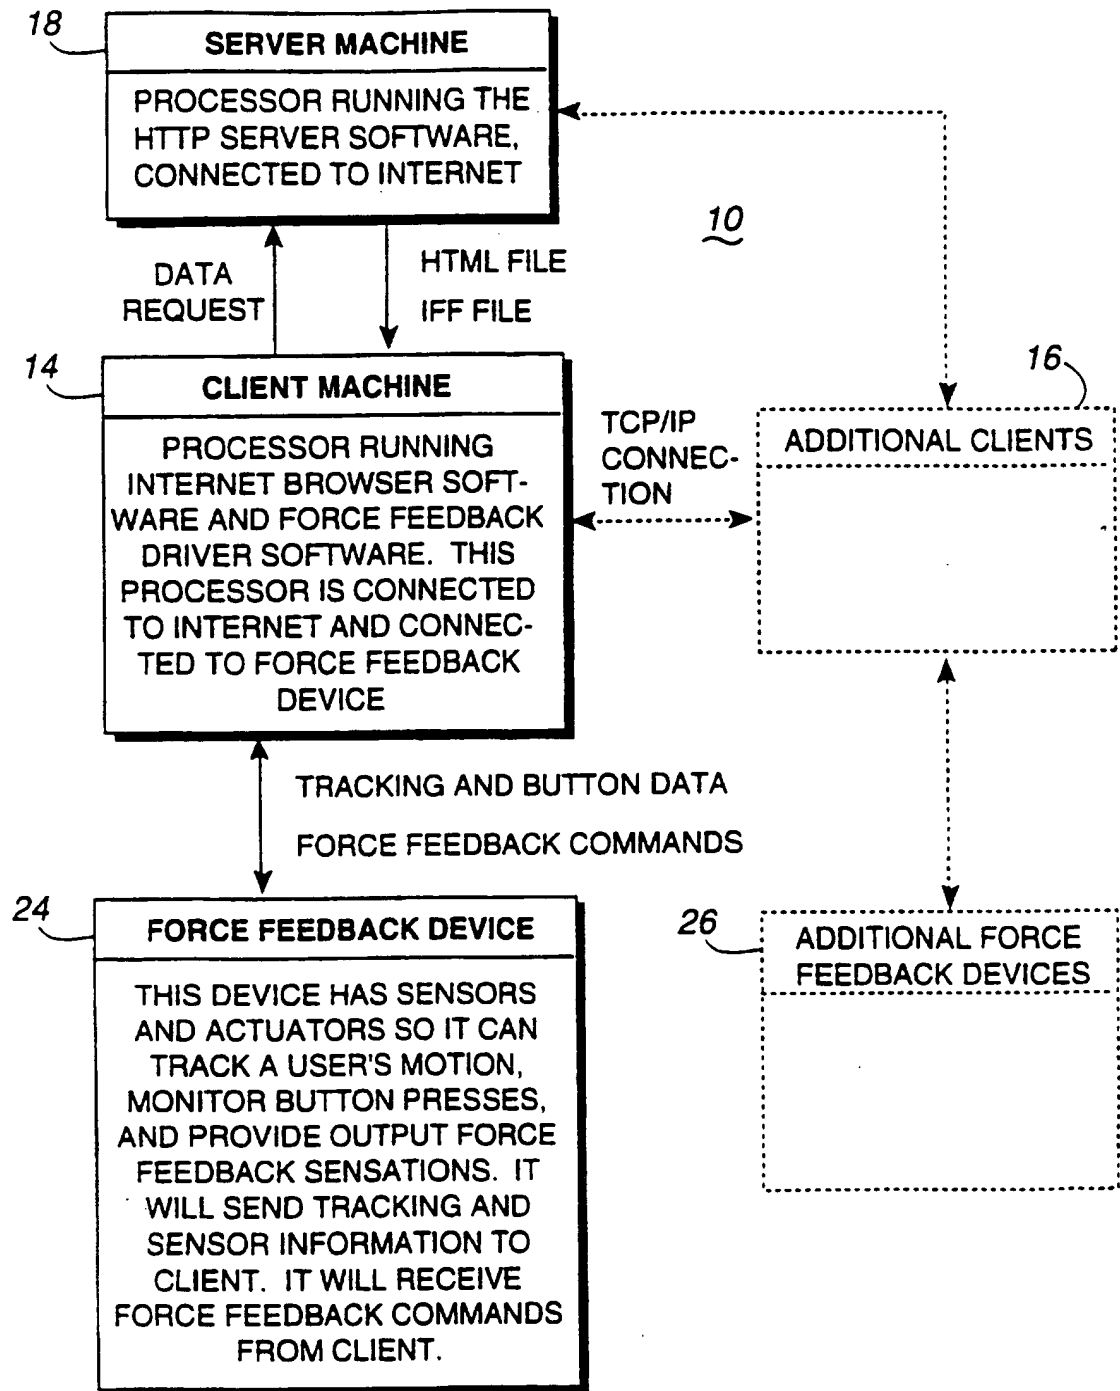 18
SERVER MACHINE
PROCESSOR RUNNING THE
HTTP SERVER SOFTWARE,
CONNECTED TO INTERNET
10
DATA
REQUEST
HTML FILE
IFF FILE
14
CLIENT MACHINE
PROCESSOR RUNNING
INTERNET BROWSER SOFT-
WARE AND FORCE FEEDBACK
DRIVER SOFTWARE. THIS
PROCESSOR IS CONNECTED
TO INTERNET AND CONNEC-
TED TO FORCE FEEDBACK
DEVICE
TCP/IP
CONNEC-
TION
16
ADDITIONAL CLIENTS
TRACKING AND BUTTON DATA
FORCE FEEDBACK COMMANDS
24
FORCE FEEDBACK DEVICE
THIS DEVICE HAS SENSORS
AND ACTUATORS SO IT CAN
TRACK A USER'S MOTION,
MONITOR BUTTON PRESSES,
AND PROVIDE OUTPUT FORCE
FEEDBACK SENSATIONS. IT
WILL SEND TRACKING AND
SENSOR INFORMATION TO
CLIENT. IT WILL RECEIVE
FORCE FEEDBACK COMMANDS
FROM CLIENT.
26
ADDITIONAL FORCE
FEEDBACK DEVICES